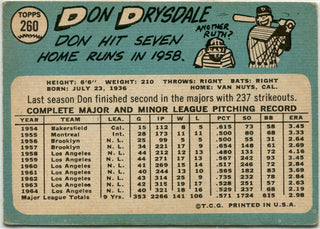 TOPPS
260
DON DRYSDALE
DON HIT SEVEN
HOME RUNS IN 1958.
ANOTHER
RUTH?
HEIGHT: 6'6" WEIGHT: 210 THROWS: RIGHT BATS: RIGHT
BORN: JULY 23, 1936 HOME: VAN NUYS, CAL.
Last season Don finished second in the majors with 237 strikeouts.
COMPLETE MAJOR AND MINOR LEAGUE PITCHING RECORD
YEAR TEAM LEA. G IP W L PCT. SO BB ERA
1954 Bakersfield Cal. 15 112 8 5 .615 73 58 3.45
1955 Montreal Int. 28 173 11 11 .500 80 68 3.33
1956 Brooklyn N.L. 25 99 5 5 .500 55 31 2.64
1957 Brooklyn N.L. 34 221 17 9 .654 148 61 2.69
1958 Los Angeles N.L. 44 212 12 13 .480 131 72 4.16
1959 Los Angeles N.L. 44 271 17 13 .567 242 93 3.45
1960 Los Angeles N.L. 41 269 15 14 .517 246 72 2.84
1961 Los Angeles N.L. 40 244 13 10 .565 182 83 3.69
1962 Los Angeles N.L. 43 314 25 9 .735 232 78 2.84
1963 Los Angeles N.L. 42 315 19 17 .528 251 57 2.63
1964 Los Angeles N.L. 40 321 18 16 .529 237 68 2.19
Major League Totals 9 Yrs. 353 2266 141 106 .571 1724 615 2.98
© T.C.G. PRINTED IN U.S.A.